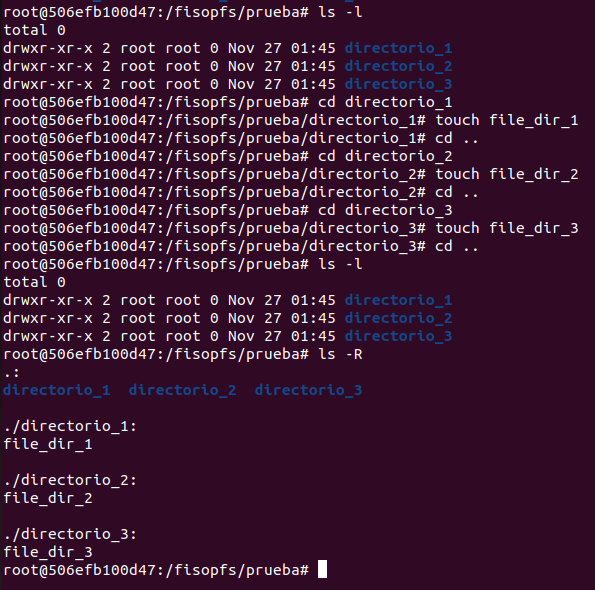 root@506efb100d47:/fisopfs/prueba# ls -l
total 0
drwxr-xr-x 2 root root 0 Nov 27 01:45 directorio_1
drwxr-xr-x 2 root root 0 Nov 27 01:45 directorio_2
drwxr-xr-x 2 root root 0 Nov 27 01:45 directorio_3
root@506efb100d47:/fisopfs/prueba# cd directorio_1
root@506efb100d47:/fisopfs/prueba/directorio_1# touch file_dir_1
root@506efb100d47:/fisopfs/prueba/directorio_1# cd ..
root@506efb100d47:/fisopfs/prueba# cd directorio_2
root@506efb100d47:/fisopfs/prueba/directorio_2# touch file_dir_2
root@506efb100d47:/fisopfs/prueba/directorio_2# cd ..
root@506efb100d47:/fisopfs/prueba# cd directorio_3
root@506efb100d47:/fisopfs/prueba/directorio_3# touch file_dir_3
root@506efb100d47:/fisopfs/prueba/directorio_3# cd ..
root@506efb100d47:/fisopfs/prueba# ls -l
total 0
drwxr-xr-x 2 root root 0 Nov 27 01:45 directorio_1
drwxr-xr-x 2 root root 0 Nov 27 01:45 directorio_2
drwxr-xr-x 2 root root 0 Nov 27 01:45 directorio_3
root@506efb100d47:/fisopfs/prueba# ls -R
.:
directorio_1  directorio_2  directorio_3

./directorio_1:
file_dir_1

./directorio_2:
file_dir_2

./directorio_3:
file_dir_3
root@506efb100d47:/fisopfs/prueba#